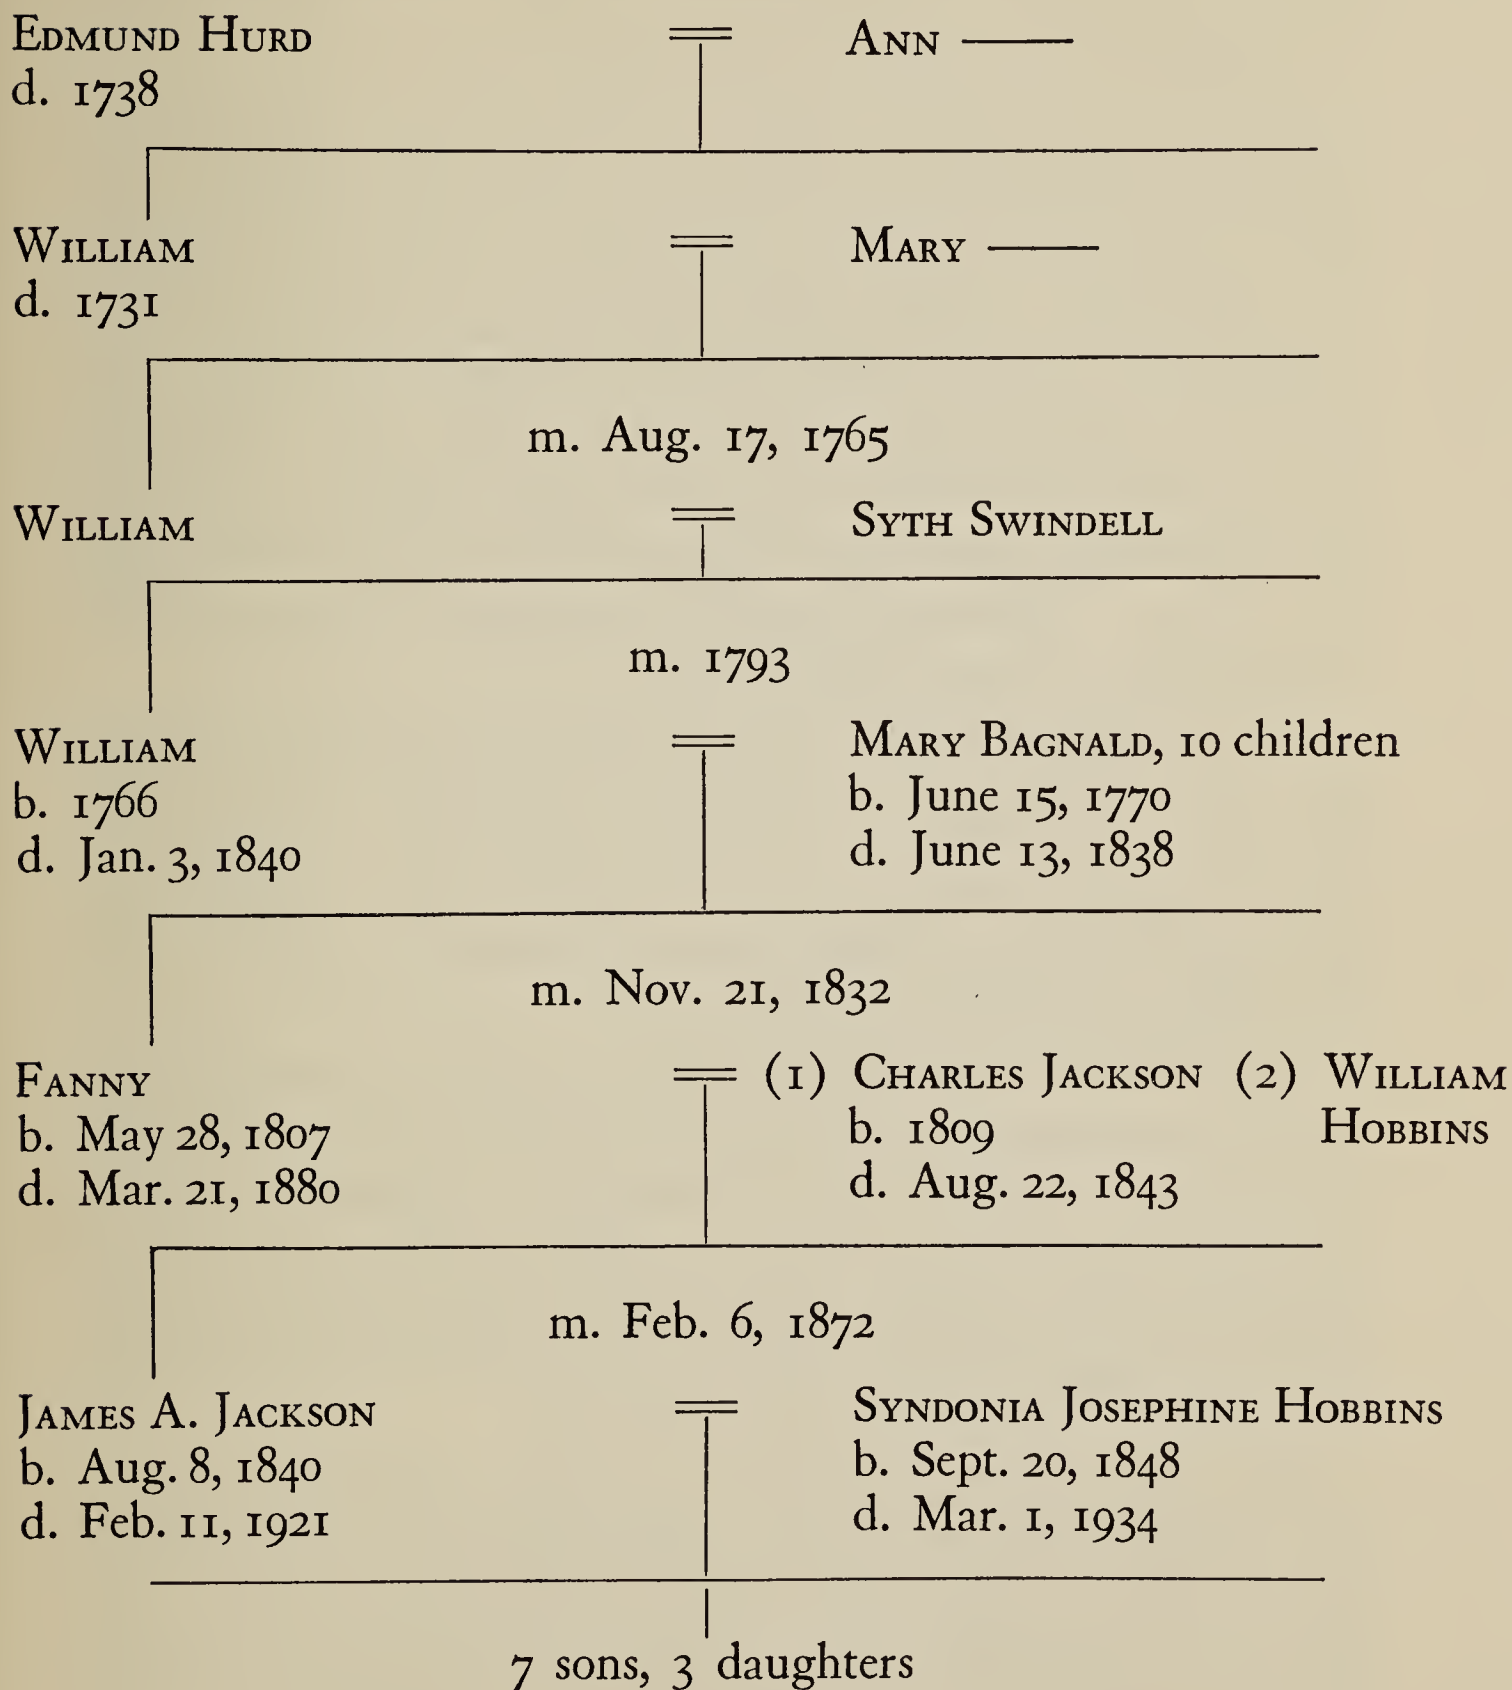 EDMUND HURD ANN ———
d. 1738
WILLIAM MARY ———
d. 1731
m. Aug. 17, 1765
WILLIAM SYTH SWINDELL
m. 1793
WILLIAM MARY BAGNALD, 10 children
b. 1766 b. June 15, 1770
d. Jan. 3, 1840 d. June 13, 1838
m. Nov. 21, 1832
FANNY (1) CHARLES JACKSON (2) WILLIAM
b. May 28, 1807 b. 1809 HOBBINS
d. Mar. 21, 1880 d. Aug. 22, 1843
m. Feb. 6, 1872
JAMES A. JACKSON SYNDONIA JOSEPHINE HOBBINS
b. Aug. 8, 1840 b. Sept. 20, 1848
d. Feb. 11, 1921 d. Mar. 1, 1934
7 sons, 3 daughters